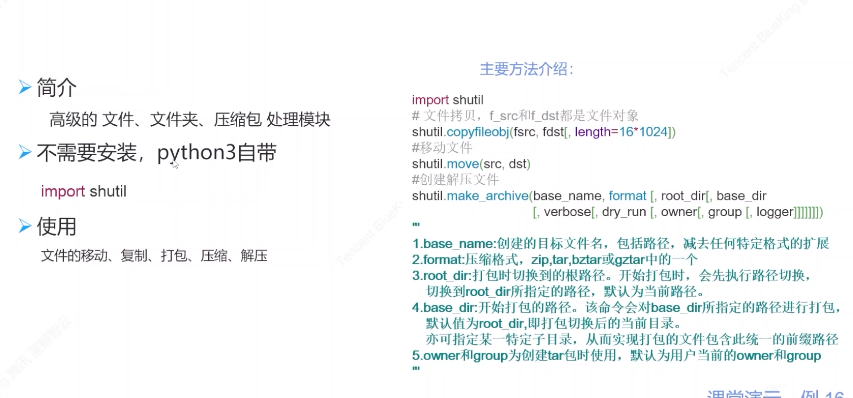 简介
高级的 文件、文件夹、压缩包 处理模块
不需要安装，python3自带
import shutil
使用
文件的移动、复制、打包、压缩、解压
主要方法介绍：
import shutil
# 文件拷贝，f_src和f_dst都是文件对象
shutil.copyfileobj(fsrc, fdst[, length=16*1024])
#移动文件
shutil.move(src, dst)
#创建解压文件
shutil.make_archive(base_name, format [, root_dir[, base_dir
[, verbose[, dry_run [, owner[, group [, logger]]]]]]])
'''
1.base_name:创建的目标文件名，包括路径，减去任何特定格式的扩展
2.format:压缩格式，zip,tar,bztar或gztar中的一个
3.root_dir:打包时切换到的根路径。开始打包时，会先执行路径切换，
切换到root_dir所指定的路径，默认为当前路径。
4.base_dir:开始打包的路径。该命令会对base_dir所指定的路径进行打包，
默认值为root_dir,即打包切换后的当前目录。
亦可指定某一特定子目录，从而实现打包的文件包含此统一的前缀路径
5.owner和group为创建tar包时使用，默认为用户当前的owner和group
'''
课堂演示 例 16